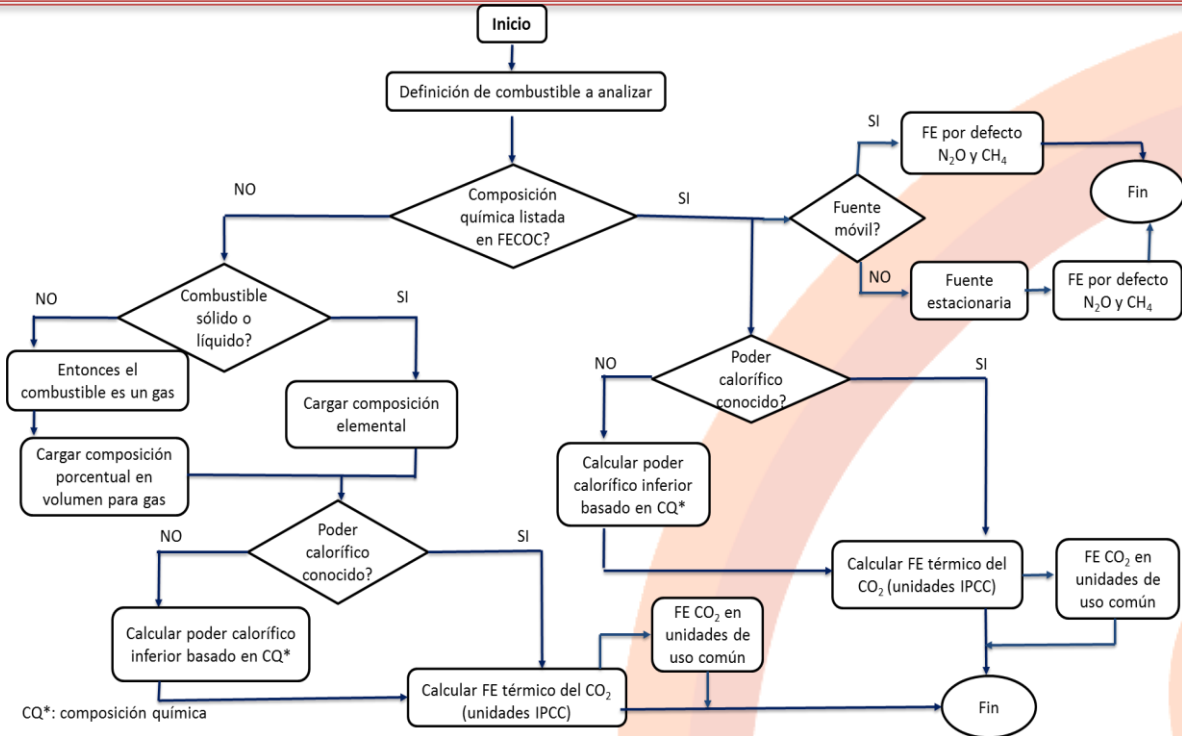 Inicio
Definición de combustible a analizar
SI
FE por defecto
N₂O y CH₄
Fin
NO
Composición
química listada
en FECOC?
SI
Fuente
móvil?
NO
Fuente
estacionaria
FE por defecto
N₂O y CH₄
NO
Combustible
sólido o
líquido?
SI
Entonces el
combustible es un gas
Cargar composición
elemental
Cargar composición
porcentual en
volumen para gas
NO
Poder
calorífico
conocido?
SI
Calcular poder
calorífico inferior
basado en CQ*
Calcular FE térmico del
CO₂ (unidades IPCC)
FE CO₂ en
unidades de
uso común
NO
Poder
calorífico
conocido?
SI
Calcular poder calorífico
inferior basado en CQ*
FE CO₂ en
unidades de
uso común
Calcular FE térmico del CO₂
(unidades IPCC)
Fin
CQ*: composición química